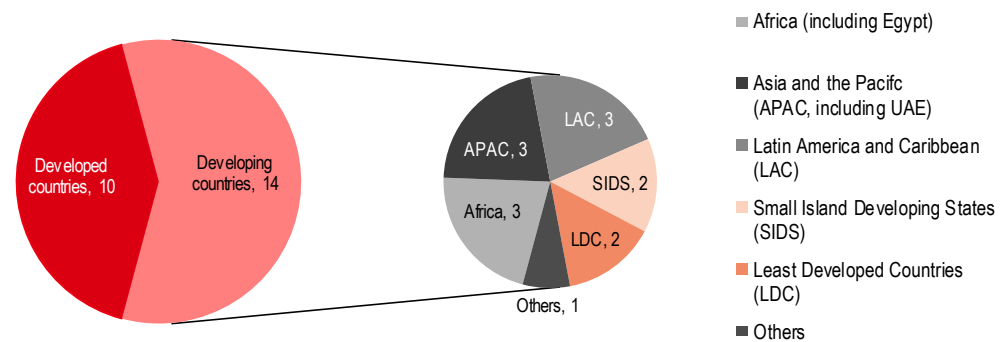 Developed
countries, 10
Developing
countries, 14
LAC, 3
APAC, 3
SIDS, 2
Africa, 3
LDC, 2
Others, 1
Africa (including Egypt)
Asia and the Pacifc
(APAC, including UAE)
Latin America and Caribbean
(LAC)
Small Island Developing States
(SIDS)
Least Developed Countries
(LDC)
Others